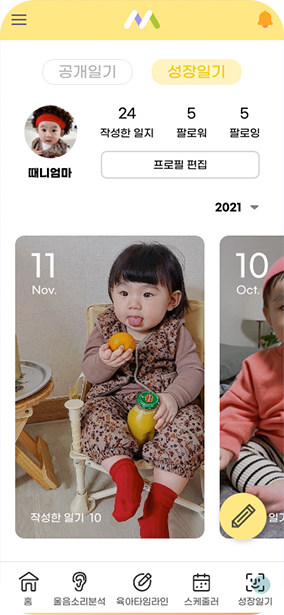 공개일기 성장일기
24 5 5
작성한 일지 팔로워 팔로잉
때니엄마
프로필 편집
2021
11
Nov.
작성한 일기 10
10
Oct.
일기
홈 울음소리분석 육아타임라인 스케줄러 성장일기